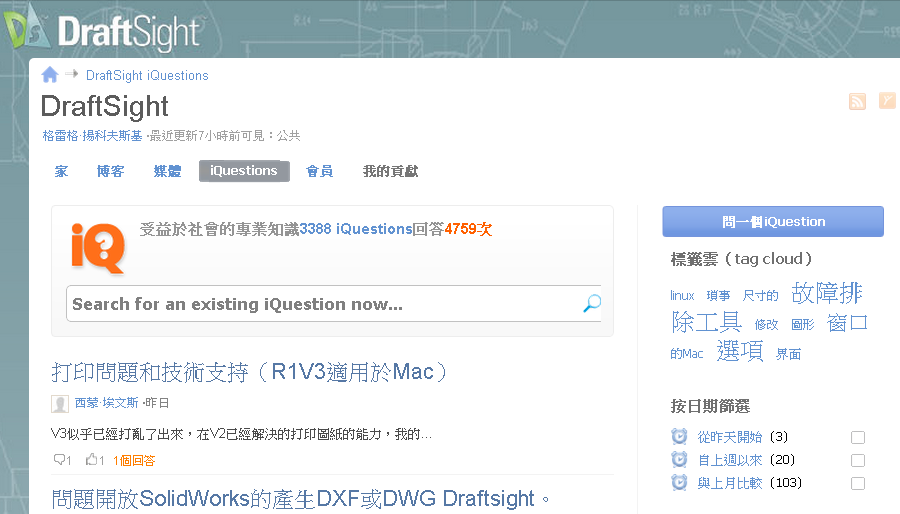 DraftSight
DraftSight iQuestions
DraftSight
格雷格·揚科夫斯基 ·最近更新7小時前可見：公共
家 博客 媒體 iQuestions 會員 我的貢獻
iQ
受益於社會的專業知識3388 iQuestions回答4759次
Search for an existing iQuestion now...
打印問題和技術支持（R1V3適用於Mac）
西蒙·埃文斯 ·昨日
V3似乎已經打亂了出來，在V2已經解決的打印圖紙的能力，我的...
1 1 1個回答
問題開放SolidWorks的產生DXF或DWG Draftsight。
問一個iQuestion
標籤雲（tag cloud）
linux 瑣事 尺寸的 故障排
除工具 修改 圖形 窗口
的Mac 選項 界面
按日期篩選
從昨天開始 (3)
自上週以來 (20)
與上月比較 (103)